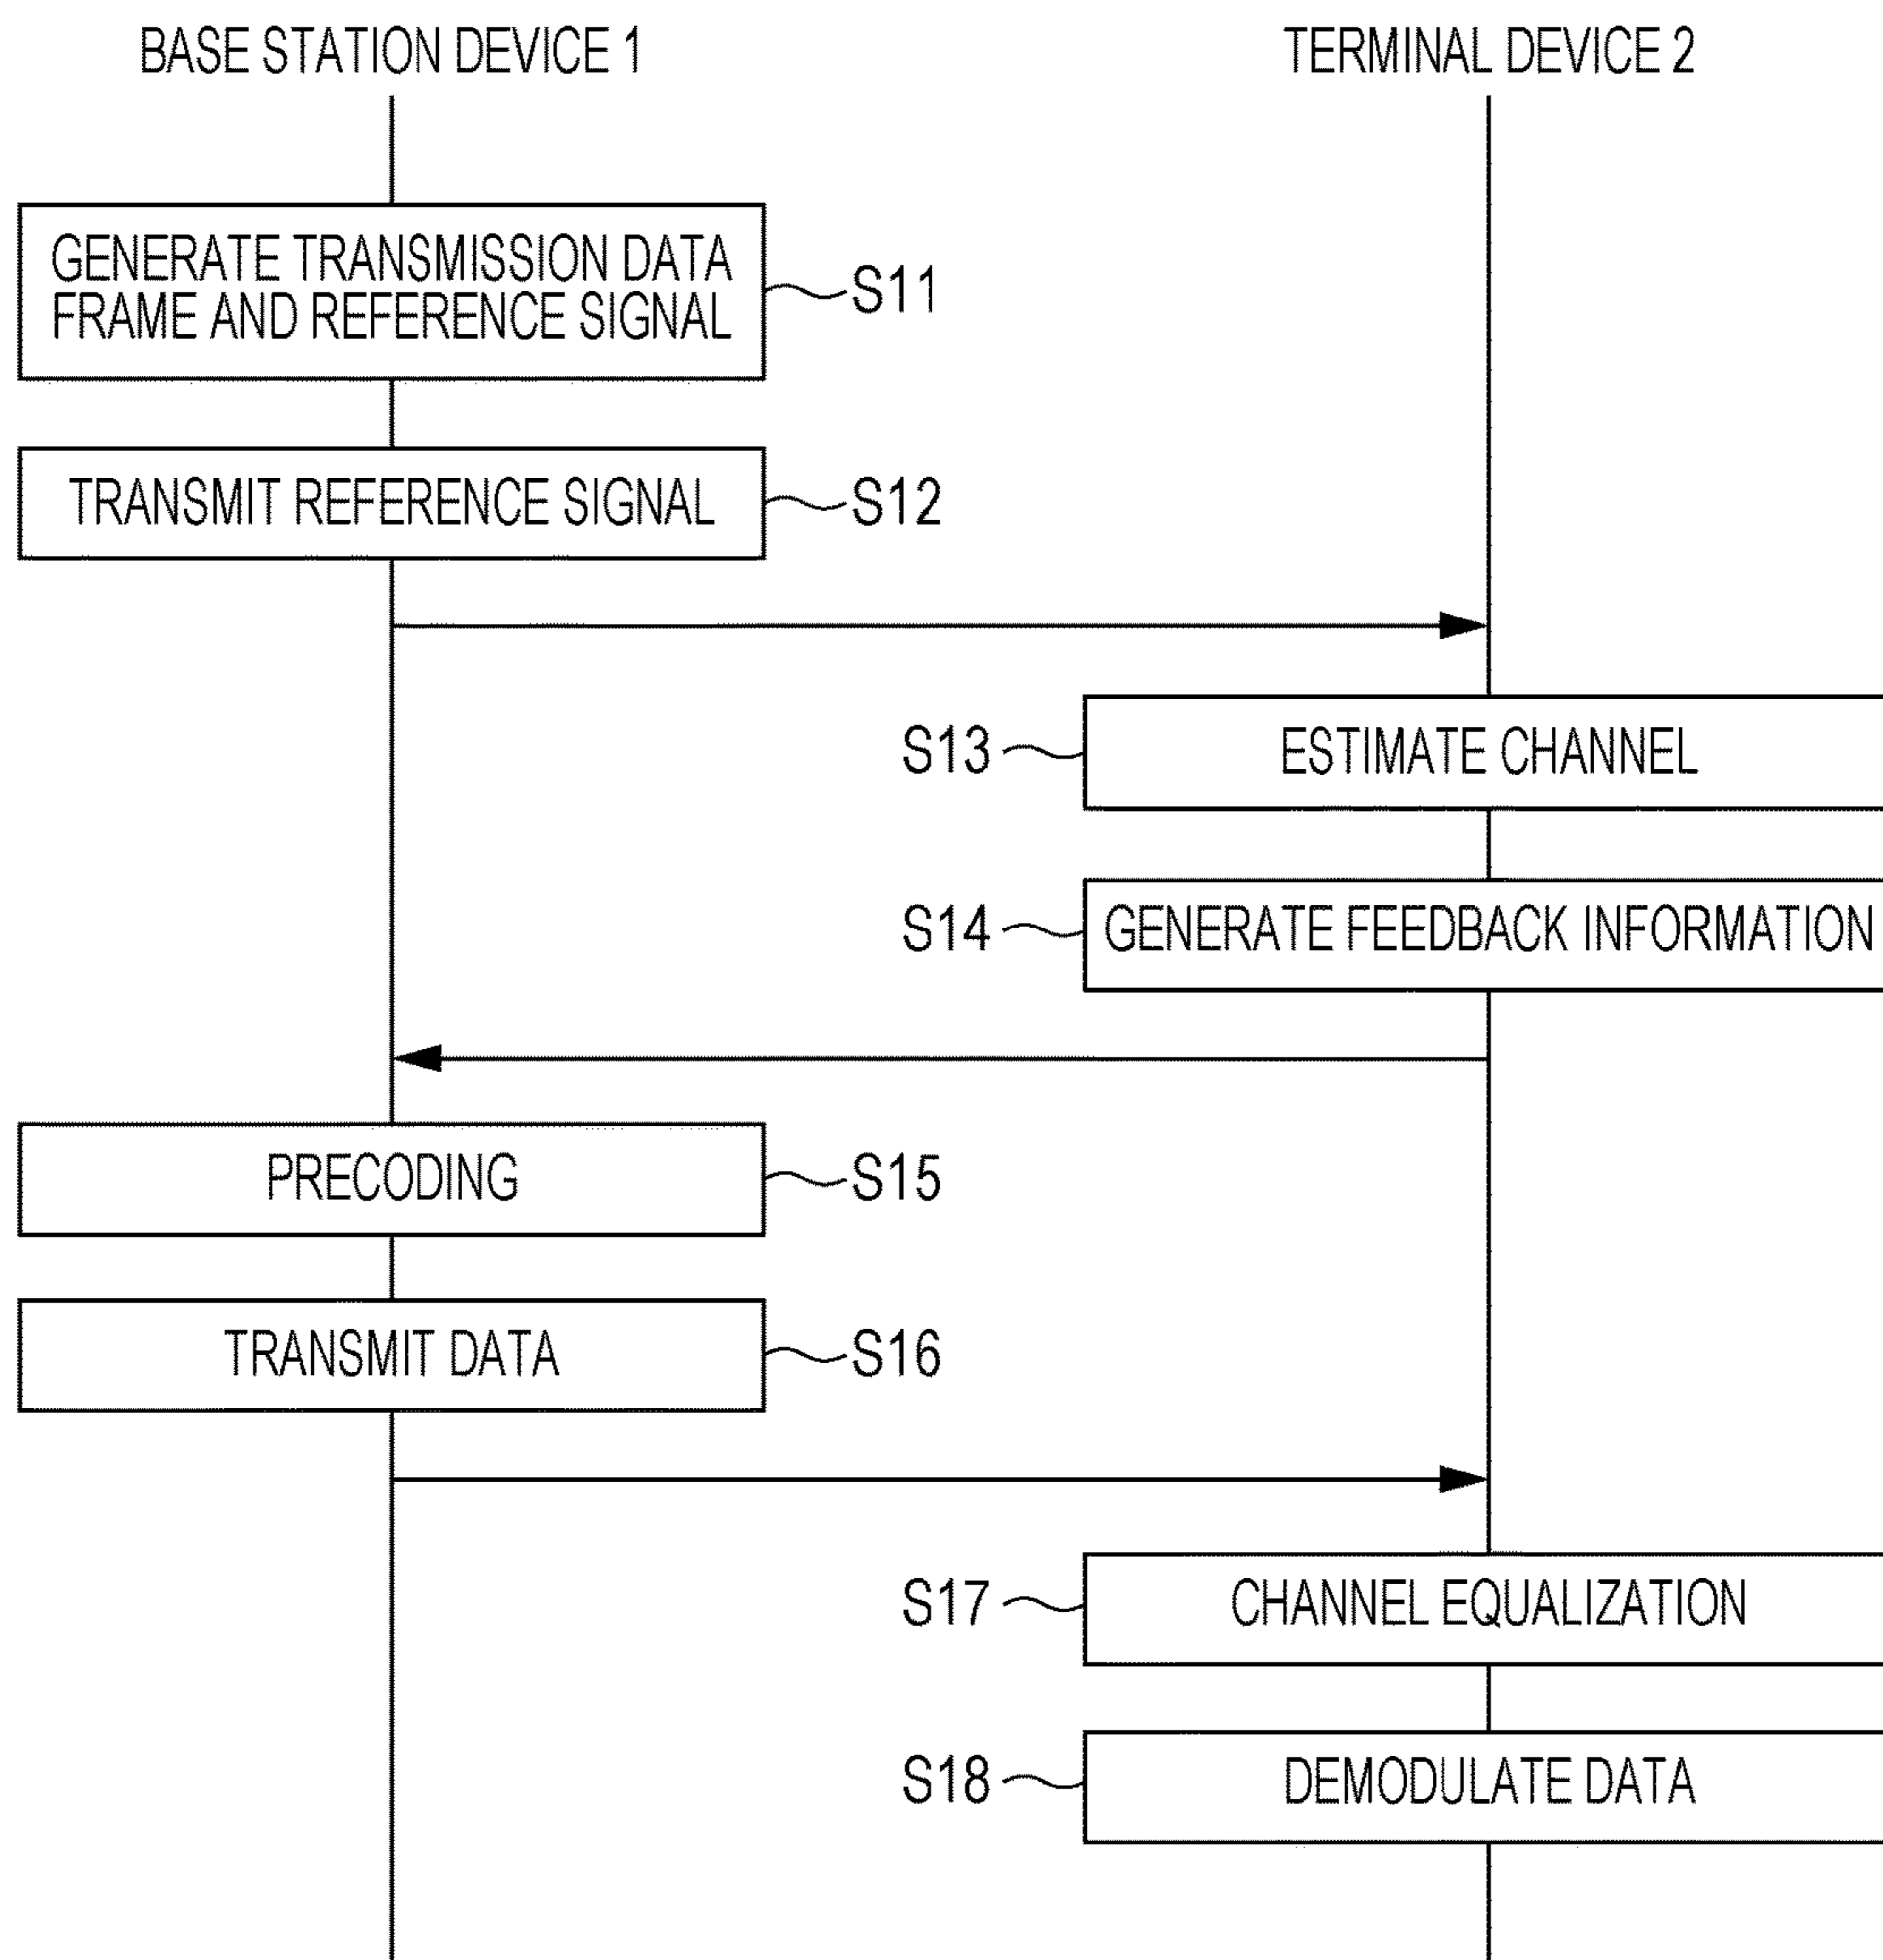 BASE STATION DEVICE 1
TERMINAL DEVICE 2
GENERATE TRANSMISSION DATA
FRAME AND REFERENCE SIGNAL
S11
TRANSMIT REFERENCE SIGNAL
S12
S13
ESTIMATE CHANNEL
S14
GENERATE FEEDBACK INFORMATION
PRECODING
S15
TRANSMIT DATA
S16
S17
CHANNEL EQUALIZATION
S18
DEMODULATE DATA